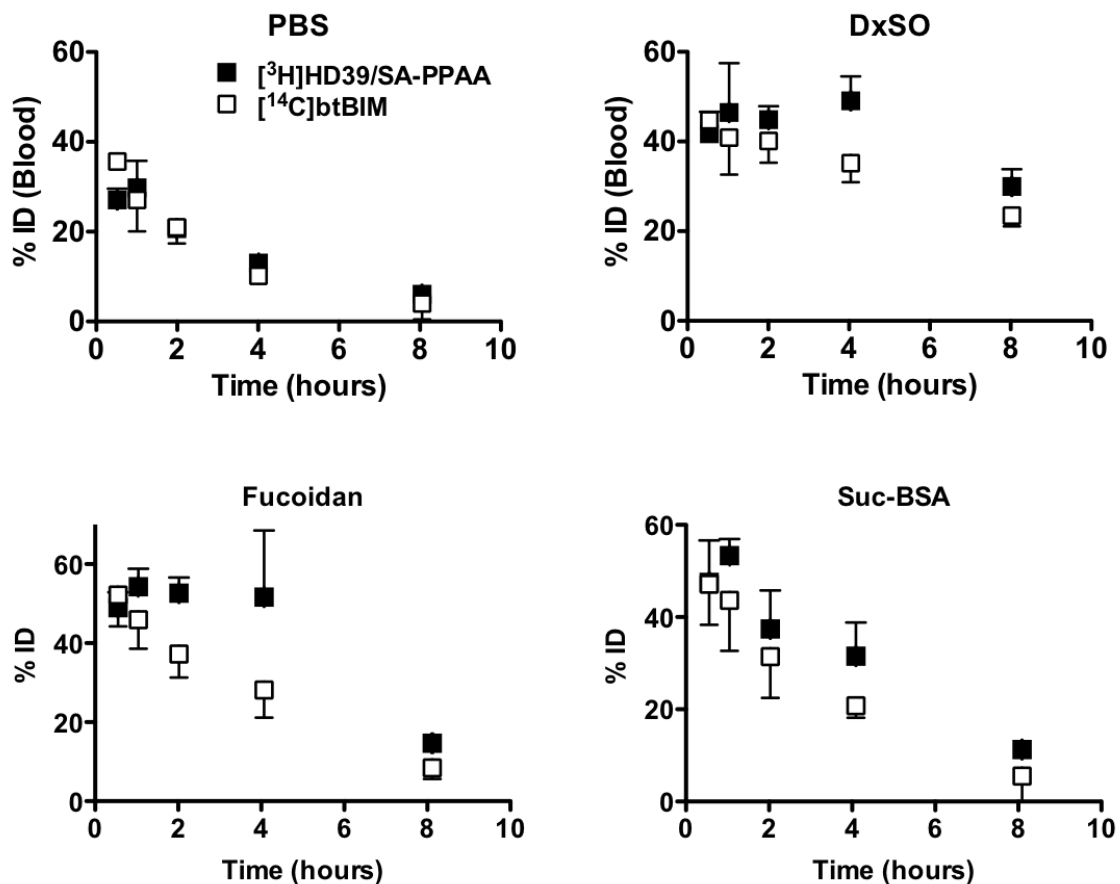 PBS
60
40
20
0
% ID (Blood)
[³H]HD39/SA-PPAA
[¹⁴C]btBIM
0 2 4 6 8 10
Time (hours)
DxSO
60
40
20
0
% ID (Blood)
0 2 4 6 8 10
Time (hours)
Fucoidan
60
40
20
0
% ID
0 2 4 6 8 10
Time (hours)
Suc-BSA
60
40
20
0
% ID
0 2 4 6 8 10
Time (hours)